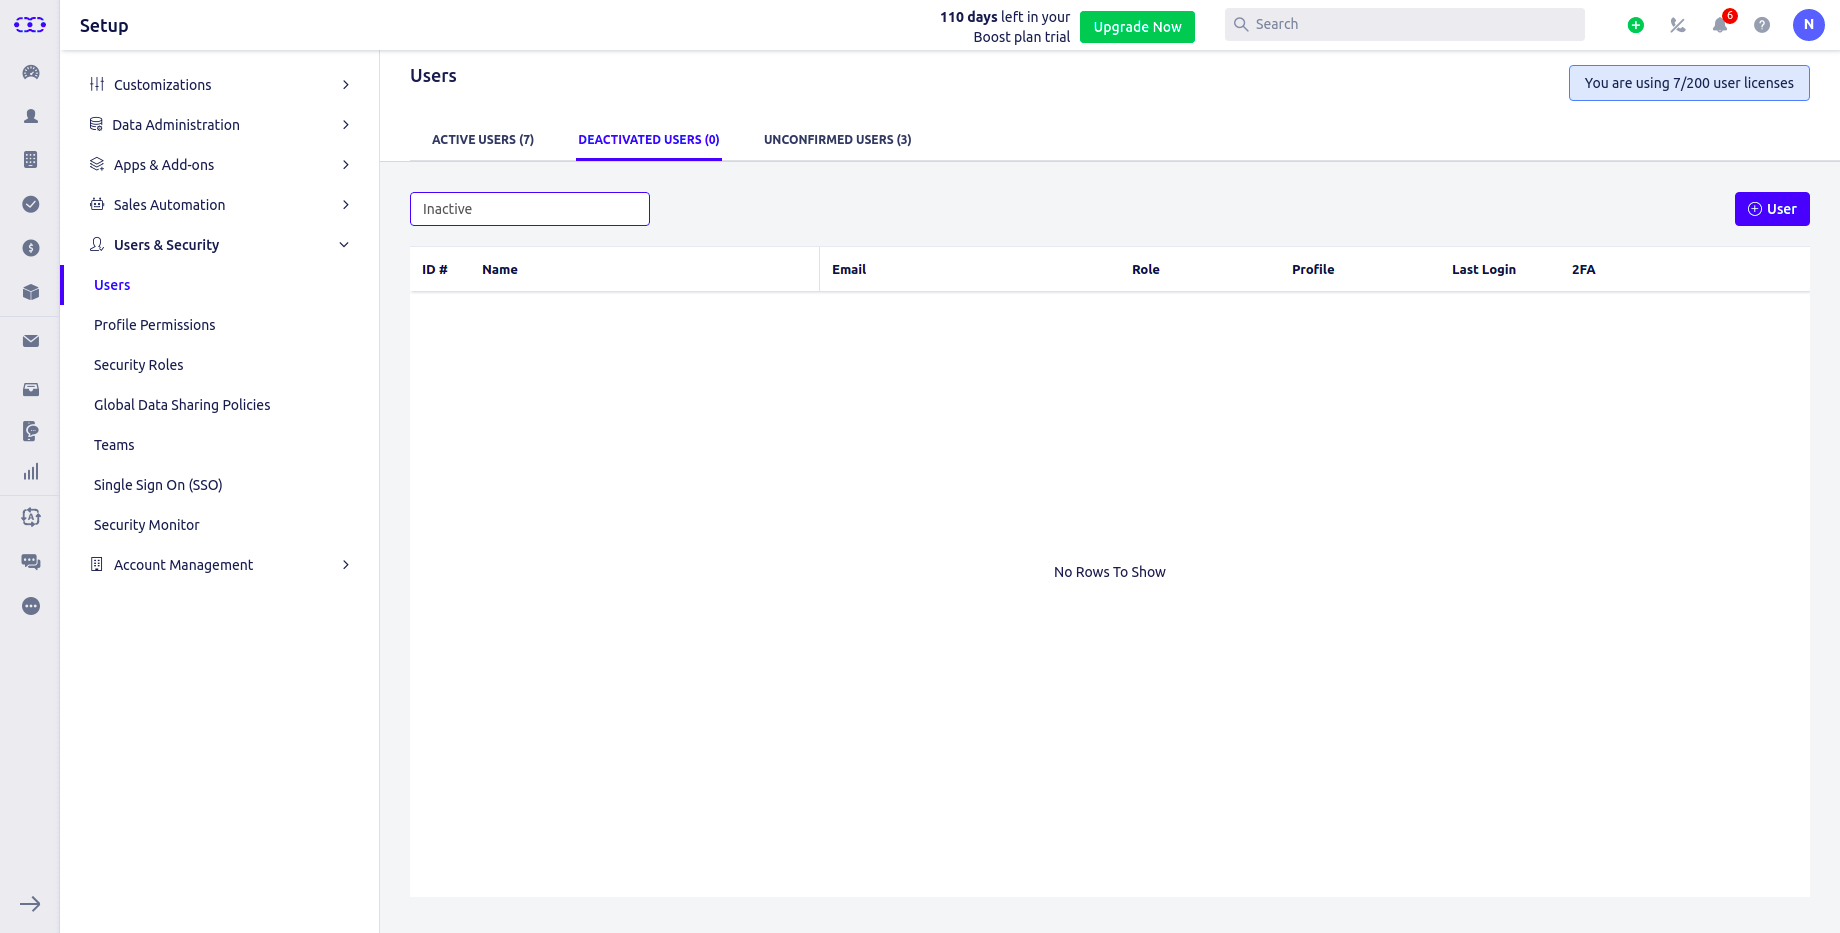 Setup
110 days left in your
Boost plan trial
Upgrade Now
Search
6
N
Customizations
Data Administration
Apps & Add-ons
Sales Automation
Users & Security
Users
Profile Permissions
Security Roles
Global Data Sharing Policies
Teams
Single Sign On (SSO)
Security Monitor
Account Management
Users
You are using 7/200 user licenses
ACTIVE USERS (7)
DEACTIVATED USERS (0)
UNCONFIRMED USERS (3)
Inactive
User
ID #
Name
Email
Role
Profile
Last Login
2FA
No Rows To Show